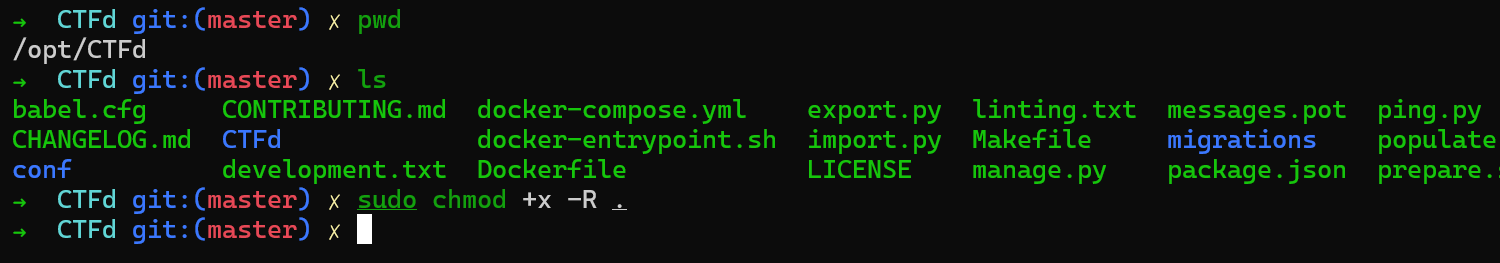 → CTFd git:(master) ✗ pwd
/opt/CTFd
→ CTFd git:(master) ✗ ls
babel.cfg CONTRIBUTING.md docker-compose.yml export.py linting.txt messages.pot ping.py
CHANGELOG.md CTFd docker-entrypoint.sh import.py Makefile migrations populate
conf development.txt Dockerfile LICENSE manage.py package.json prepare.s
→ CTFd git:(master) ✗ sudo chmod +x -R .
→ CTFd git:(master) ✗